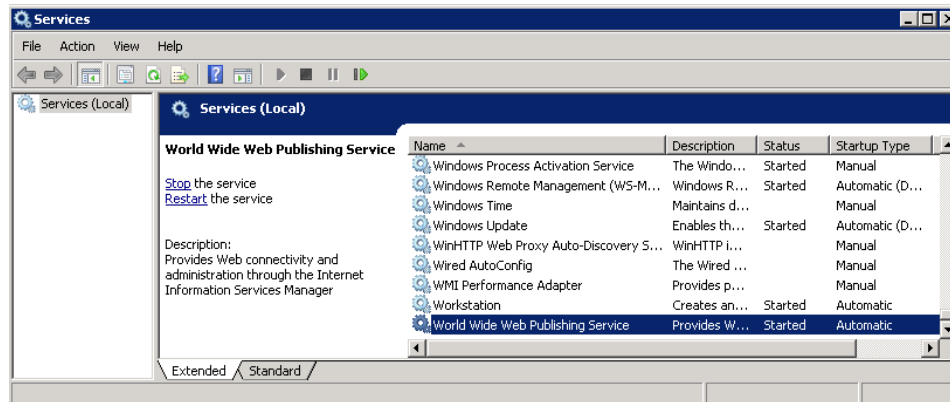 Services
File Action View Help
Services (Local)
Services (Local)
World Wide Web Publishing Service
Stop the service
Restart the service
Description:
Provides Web connectivity and
administration through the Internet
Information Services Manager
Name Description Status Startup Type
Windows Process Activation Service The Windo... Started Manual
Windows Remote Management (WS-M... Windows R... Started Automatic (D...
Windows Time Maintains d... Manual
Windows Update Enables th... Started Automatic (D...
WinHTTP Web Proxy Auto-Discovery S... WinHTTP i... Manual
Wired AutoConfig The Wired ... Manual
WMI Performance Adapter Provides p... Manual
Workstation Creates an... Started Automatic
World Wide Web Publishing Service Provides W... Started Automatic
Extended Standard